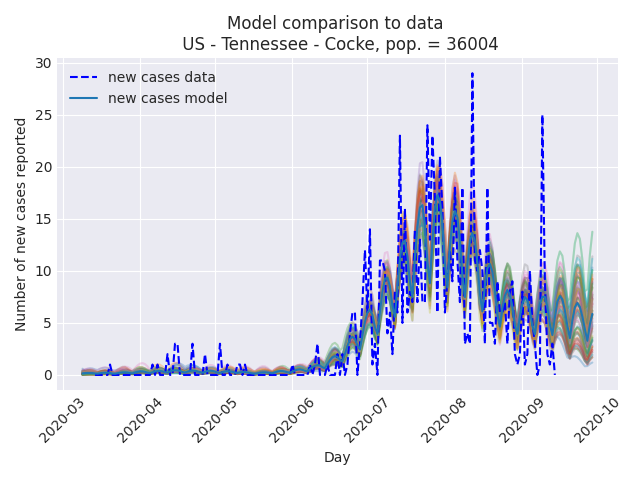 Model comparison to data
US - Tennessee - Cocke, pop. = 36004
30
25
20
15
10
5
0
Number of new cases reported
new cases data
new cases model
2020-03
2020-04
2020-05
2020-06
2020-07
2020-08
2020-09
2020-10
Day